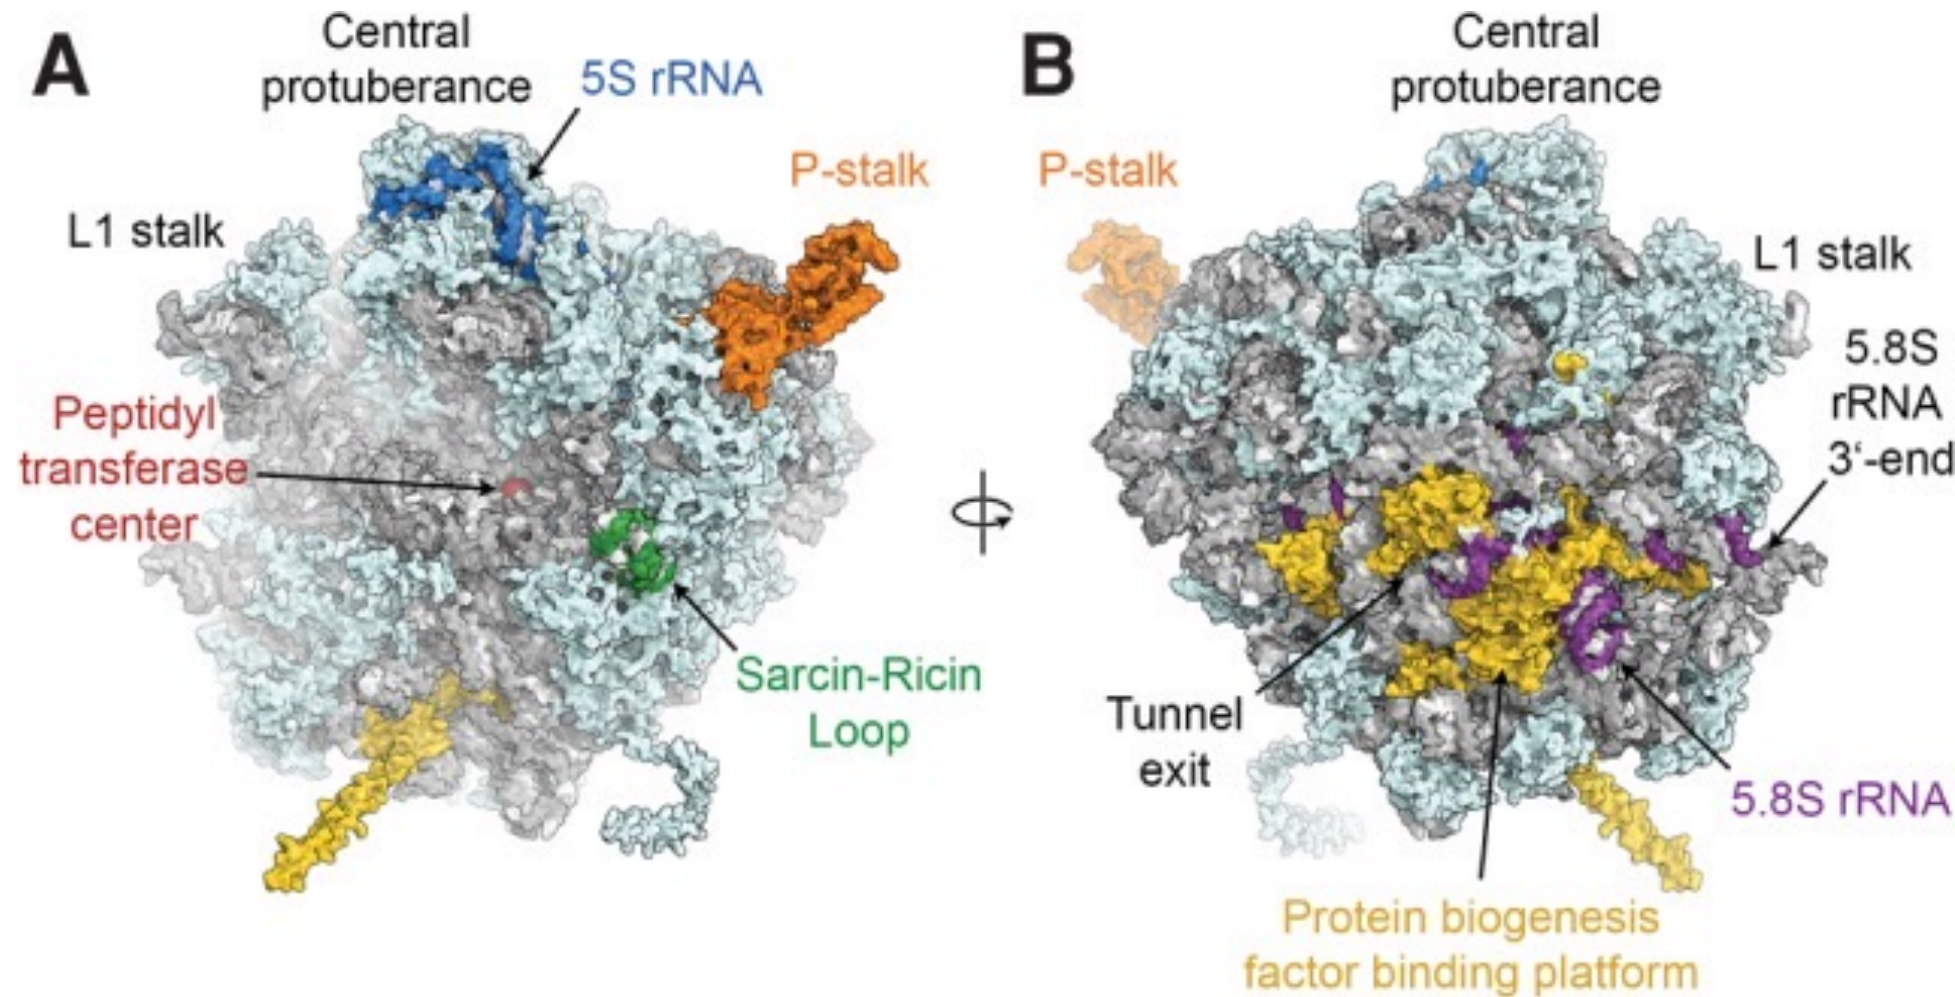 A
Central
protuberance
5S rRNA
P-stalk
L1 stalk
Peptidyl
transferase
center
Sarcin-Ricin
Loop
B
Central
protuberance
P-stalk
L1 stalk
5.8S
rRNA
3‘-end
Tunnel
exit
5.8S rRNA
Protein biogenesis
factor binding platform